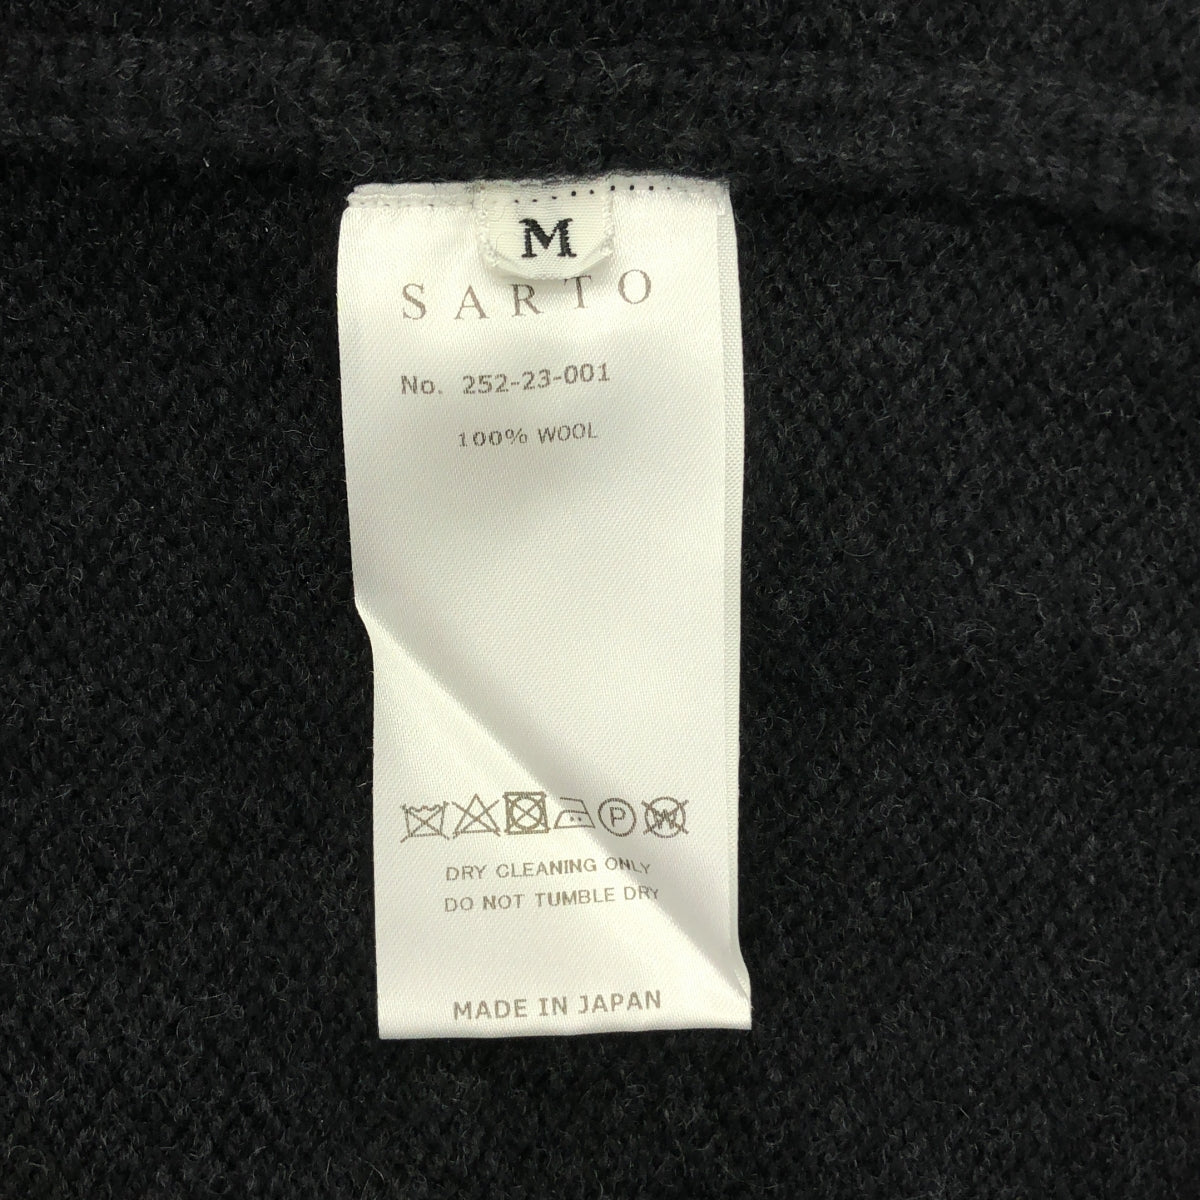 M
SARTO
No. 252-23-001
100% WOOL
P W
DRY CLEANING ONLY
DO NOT TUMBLE DRY
MADE IN JAPAN